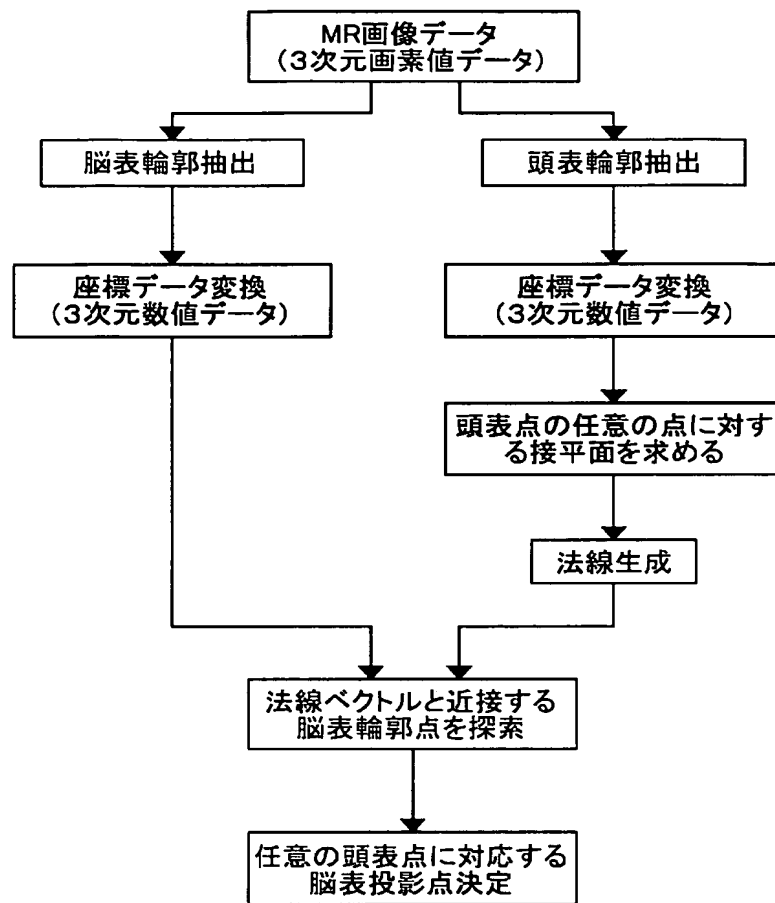 MR画像データ
(3次元画素値データ)
脳表輪郭抽出
頭表輪郭抽出
座標データ変換
(3次元数値データ)
座標データ変換
(3次元数値データ)
頭表点の任意の点に対す
る接平面を求める
法線生成
法線ベクトルと近接する
脳表輪郭点を探索
任意の頭表点に対応する
脳表投影点決定